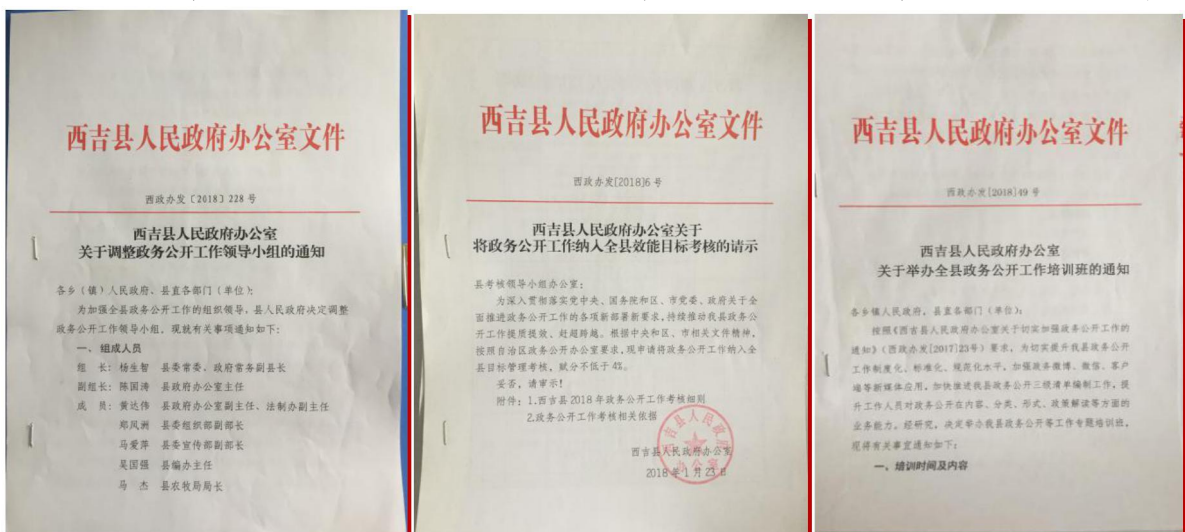 西吉县人民政府办公室文件
西政办发〔2018〕228 号
西吉县人民政府办公室
关于调整政务公开工作领导小组的通知
各乡（镇）人民政府、县直各部门（单位）：
为加强全县政务公开工作的组织领导，县人民政府决定调整
政务公开工作领导小组，现就有关事项通知如下：
一、组成人员
组 长：杨生智 县委常委、政府常务副县长
副组长：陈国涛 县政府办公室主任
成 员：黄达伟 县政府办公室副主任、法制办副主任
郑凤洲 县委组织部副部长
马爱萍 县委宣传部副部长
吴国强 县编办主任
马 杰 县农牧局局长
西吉县人民政府办公室文件
西政办发[2018]6 号
西吉县人民政府办公室关于
将政务公开工作纳入全县效能目标考核的请示
县考核领导小组办公室：
为深入贯彻落实党中央、国务院和区、市党委、政府关于全
面推进政务公开工作的各项新部署新要求，持续推动我县政务公
开工作提质提效、赶超跨越。根据中央和区、市相关文件精神，
按照自治区政务公开办公室要求，现申请将政务公开工作纳入全
县目标管理考核，赋分不低于 4%。
妥否，请审示！
附件：1.西吉县 2018 年政务公开工作考核细则
2.政务公开工作考核相关依据
西吉县人民政府办公室
2018 年 1 月 23 日
西吉县人民政府办公室文件
西政办发[2018]49 号
西吉县人民政府办公室
关于举办全县政务公开工作培训班的通知
各乡镇人民政府，县直各部门（单位）：
按照《西吉县人民政府办公室关于切实加强政务公开工作的
通知》（西政办发[2017]23号）要求，为切实提升我县政务公开
工作制度化、标准化、规范化水平，加强政务微博、微信、客户
端等新媒体应用，加快推进我县政务公开三级清单编制工作，提
升工作人员对政务公开在内容、分类、形式、政策解读等方面的
业务能力。经研究，决定举办我县政务公开等工作专题培训班，
现将有关事宜通知如下：
一、培训时间及内容